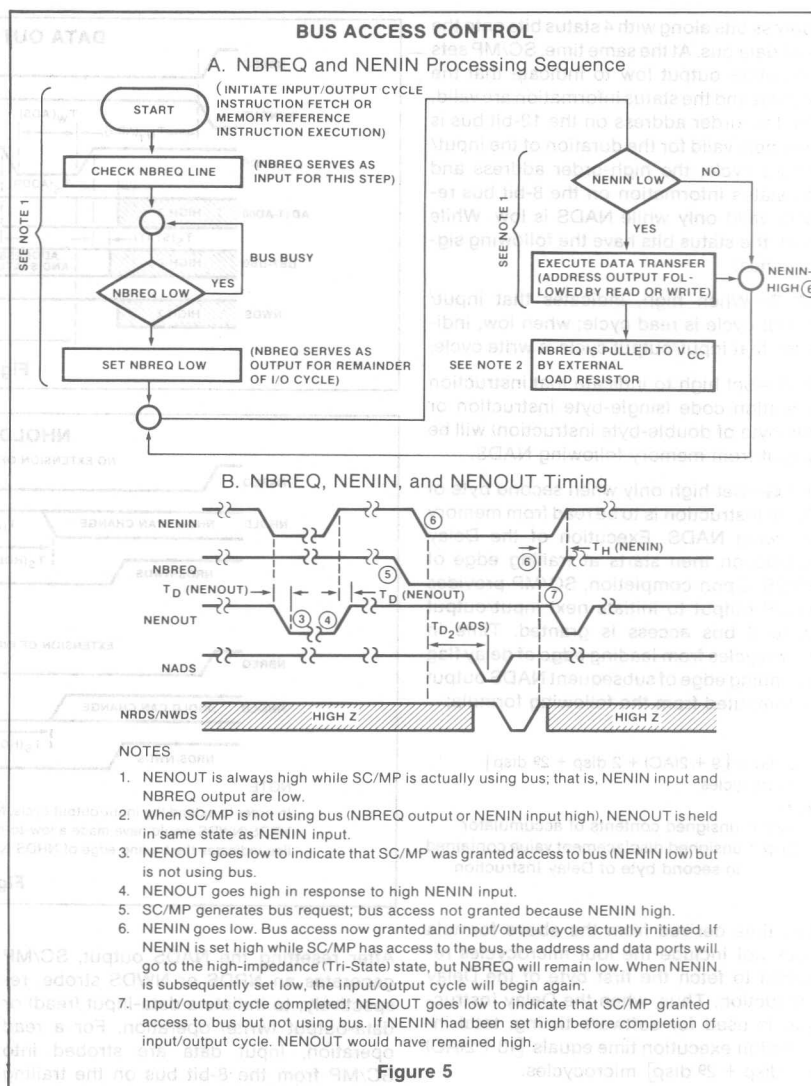 BUS ACCESS CONTROL
A. NBREQ and NENIN Processing Sequence
START
(INITIATE INPUT/OUTPUT CYCLE
INSTRUCTION FETCH OR
MEMORY REFERENCE
INSTRUCTION EXECUTION)
CHECK NBREQ LINE
(NBREQ SERVES AS
INPUT FOR THIS STEP)
SEE NOTE 1
BUS BUSY
NBREQ LOW
YES
SET NBREQ LOW
(NBREQ SERVES AS
OUTPUT FOR REMAINDER
OF I/O CYCLE)
NENIN LOW
NO
YES
SEE NOTE 1
EXECUTE DATA TRANSFER
(ADDRESS OUTPUT FOL-
LOWED BY READ OR WRITE)
NENIN-
HIGH ⑥
SEE NOTE 2
NBREQ IS PULLED TO VCC
BY EXTERNAL
LOAD RESISTOR
B. NBREQ, NENIN, and NENOUT Timing
NENIN
⑥
TH (NENIN)
NBREQ
⑤
⑥
TD (NENOUT)
TD (NENOUT)
⑦
NENOUT
③
④
TD2(ADS)
NADS
NRDS/NWDS
HIGH Z
HIGH Z
NOTES
1. NENOUT is always high while SC/MP is actually using bus; that is, NENIN input and
NBREQ output are low.
2. When SC/MP is not using bus (NBREQ output or NENIN input high), NENOUT is held
in same state as NENIN input.
3. NENOUT goes low to indicate that SC/MP was granted access to bus (NENIN low) but
is not using bus.
4. NENOUT goes high in response to high NENIN input.
5. SC/MP generates bus request; bus access not granted because NENIN high.
6. NENIN goes low. Bus access now granted and input/output cycle actually initiated. If
NENIN is set high while SC/MP has access to the bus, the address and data ports will
go to the high-impedance (Tri-State) state, but NBREQ will remain low. When NENIN
is subsequently set low, the input/output cycle will begin again.
7. Input/output cycle completed. NENOUT goes low to indicate that SC/MP granted
access to bus but not using bus. If NENIN had been set high before completion of
input/output cycle. NENOUT would have remained high.
Figure 5